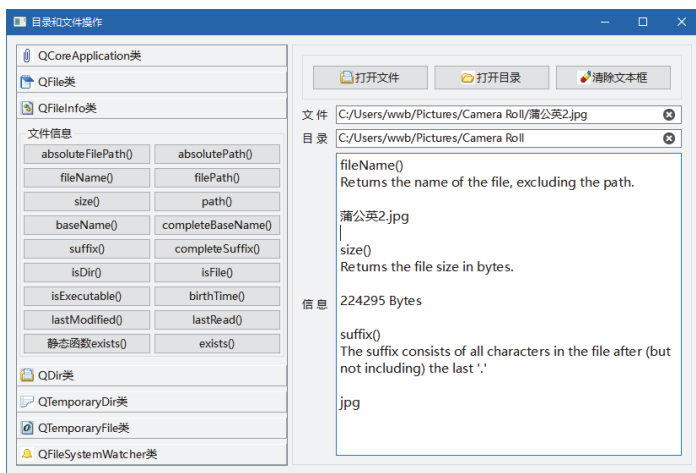 目录和文件操作
QCoreApplication类
QFile类
QFileInfo类
文件信息
absoluteFilePath() absolutePath()
fileName() filePath()
size() path()
baseName() completeBaseName()
suffix() completeSuffix()
isDir() isFile()
isExecutable() birthTime()
lastModified() lastRead()
静态函数exists() exists()
QDir类
QTemporaryDir类
QTemporaryFile类
QFileSystemWatcher类
打开文件 打开目录 清除文本框
文件 C:/Users/wwb/Pictures/Camera Roll/蒲公英2.jpg
目录 C:/Users/wwb/Pictures/Camera Roll
信息
fileName()
Returns the name of the file, excluding the path.
蒲公英2.jpg
size()
Returns the file size in bytes.
224295 Bytes
suffix()
The suffix consists of all characters in the file after (but
not including) the last '.'
jpg